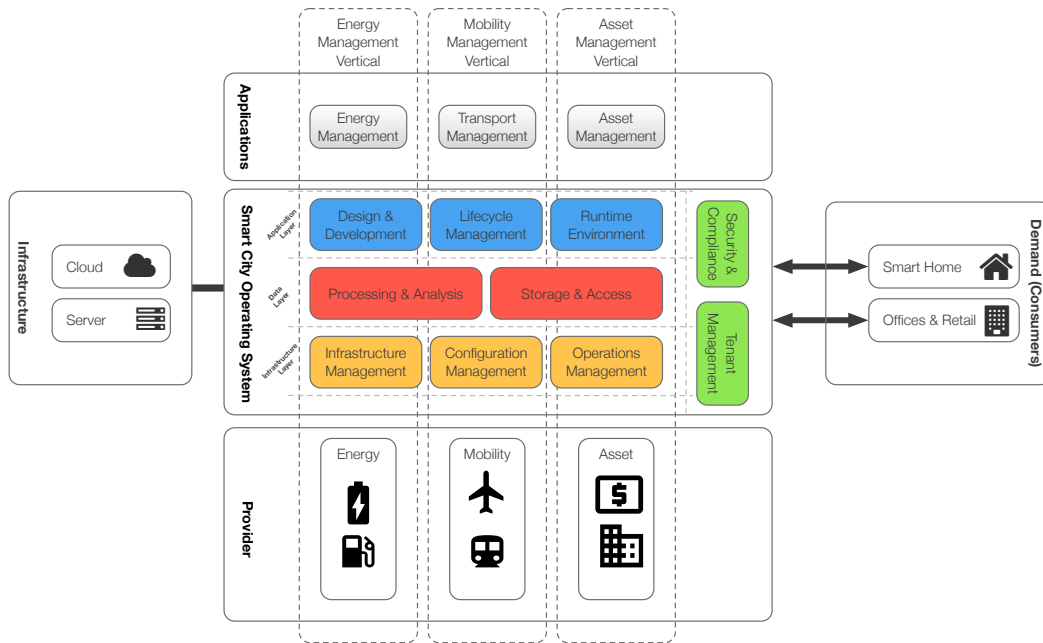 Energy
Management
Vertical
Mobility
Management
Vertical
Asset
Management
Vertical
Applications
Energy
Management
Transport
Management
Asset
Management
Infrastructure
Cloud
Server
Smart City Operating System
Application
Layer
Design &
Development
Lifecycle
Management
Runtime
Environment
Data
Layer
Processing & Analysis
Storage & Access
Infrastructure
Layer
Infrastructure
Management
Configuration
Management
Operations
Management
Security &
Compliance
Tenant
Management
Smart Home
Offices & Retail
Demand (Consumers)
Provider
Energy
Mobility
Asset
$